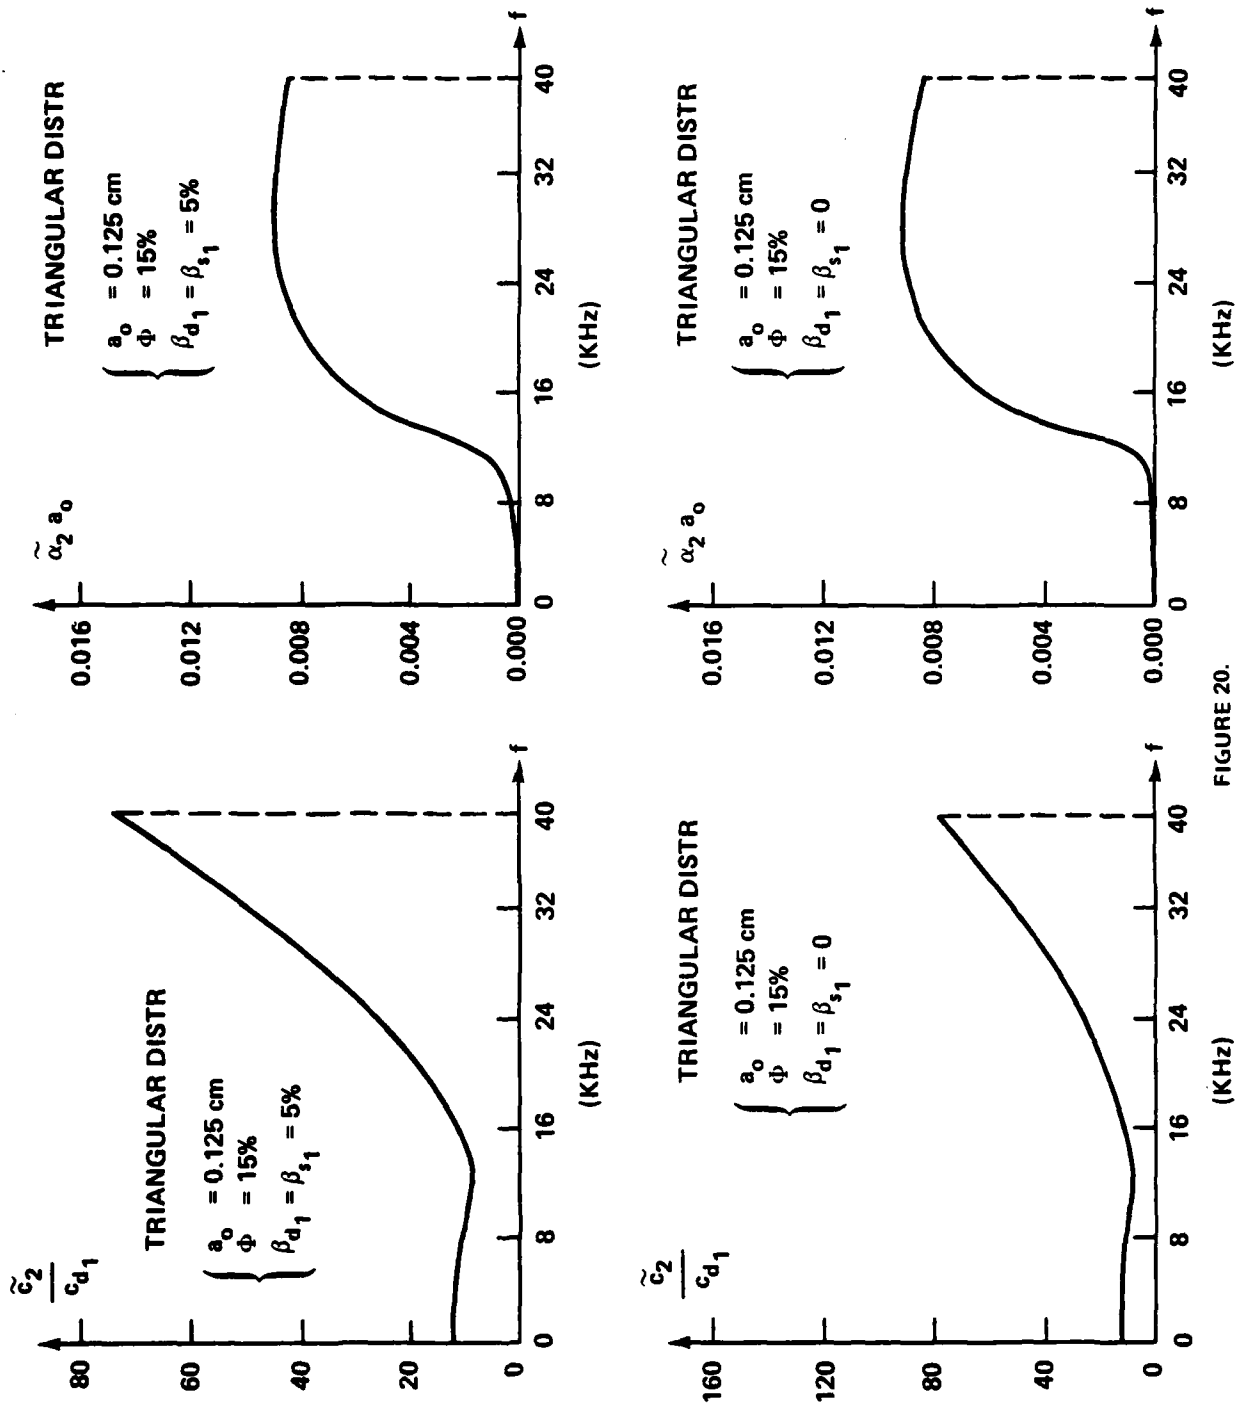 c̃₂ / c_d₁
80
60
40
20
0
TRIANGULAR DISTR
a_o = 0.125 cm
Φ = 15%
β_d₁ = β_s₁ = 5%
0 8 16 24 32 40 f
(KHz)
α̃₂ a_o
0.016
0.012
0.008
0.004
0.000
TRIANGULAR DISTR
a_o = 0.125 cm
Φ = 15%
β_d₁ = β_s₁ = 5%
0 8 16 24 32 40 f
(KHz)
c̃₂ / c_d₁
160
120
80
40
0
TRIANGULAR DISTR
a_o = 0.125 cm
Φ = 15%
β_d₁ = β_s₁ = 0
0 8 16 24 32 40 f
(KHz)
α̃₂ a_o
0.016
0.012
0.008
0.004
0.000
TRIANGULAR DISTR
a_o = 0.125 cm
Φ = 15%
β_d₁ = β_s₁ = 0
0 8 16 24 32 40 f
(KHz)
FIGURE 20.